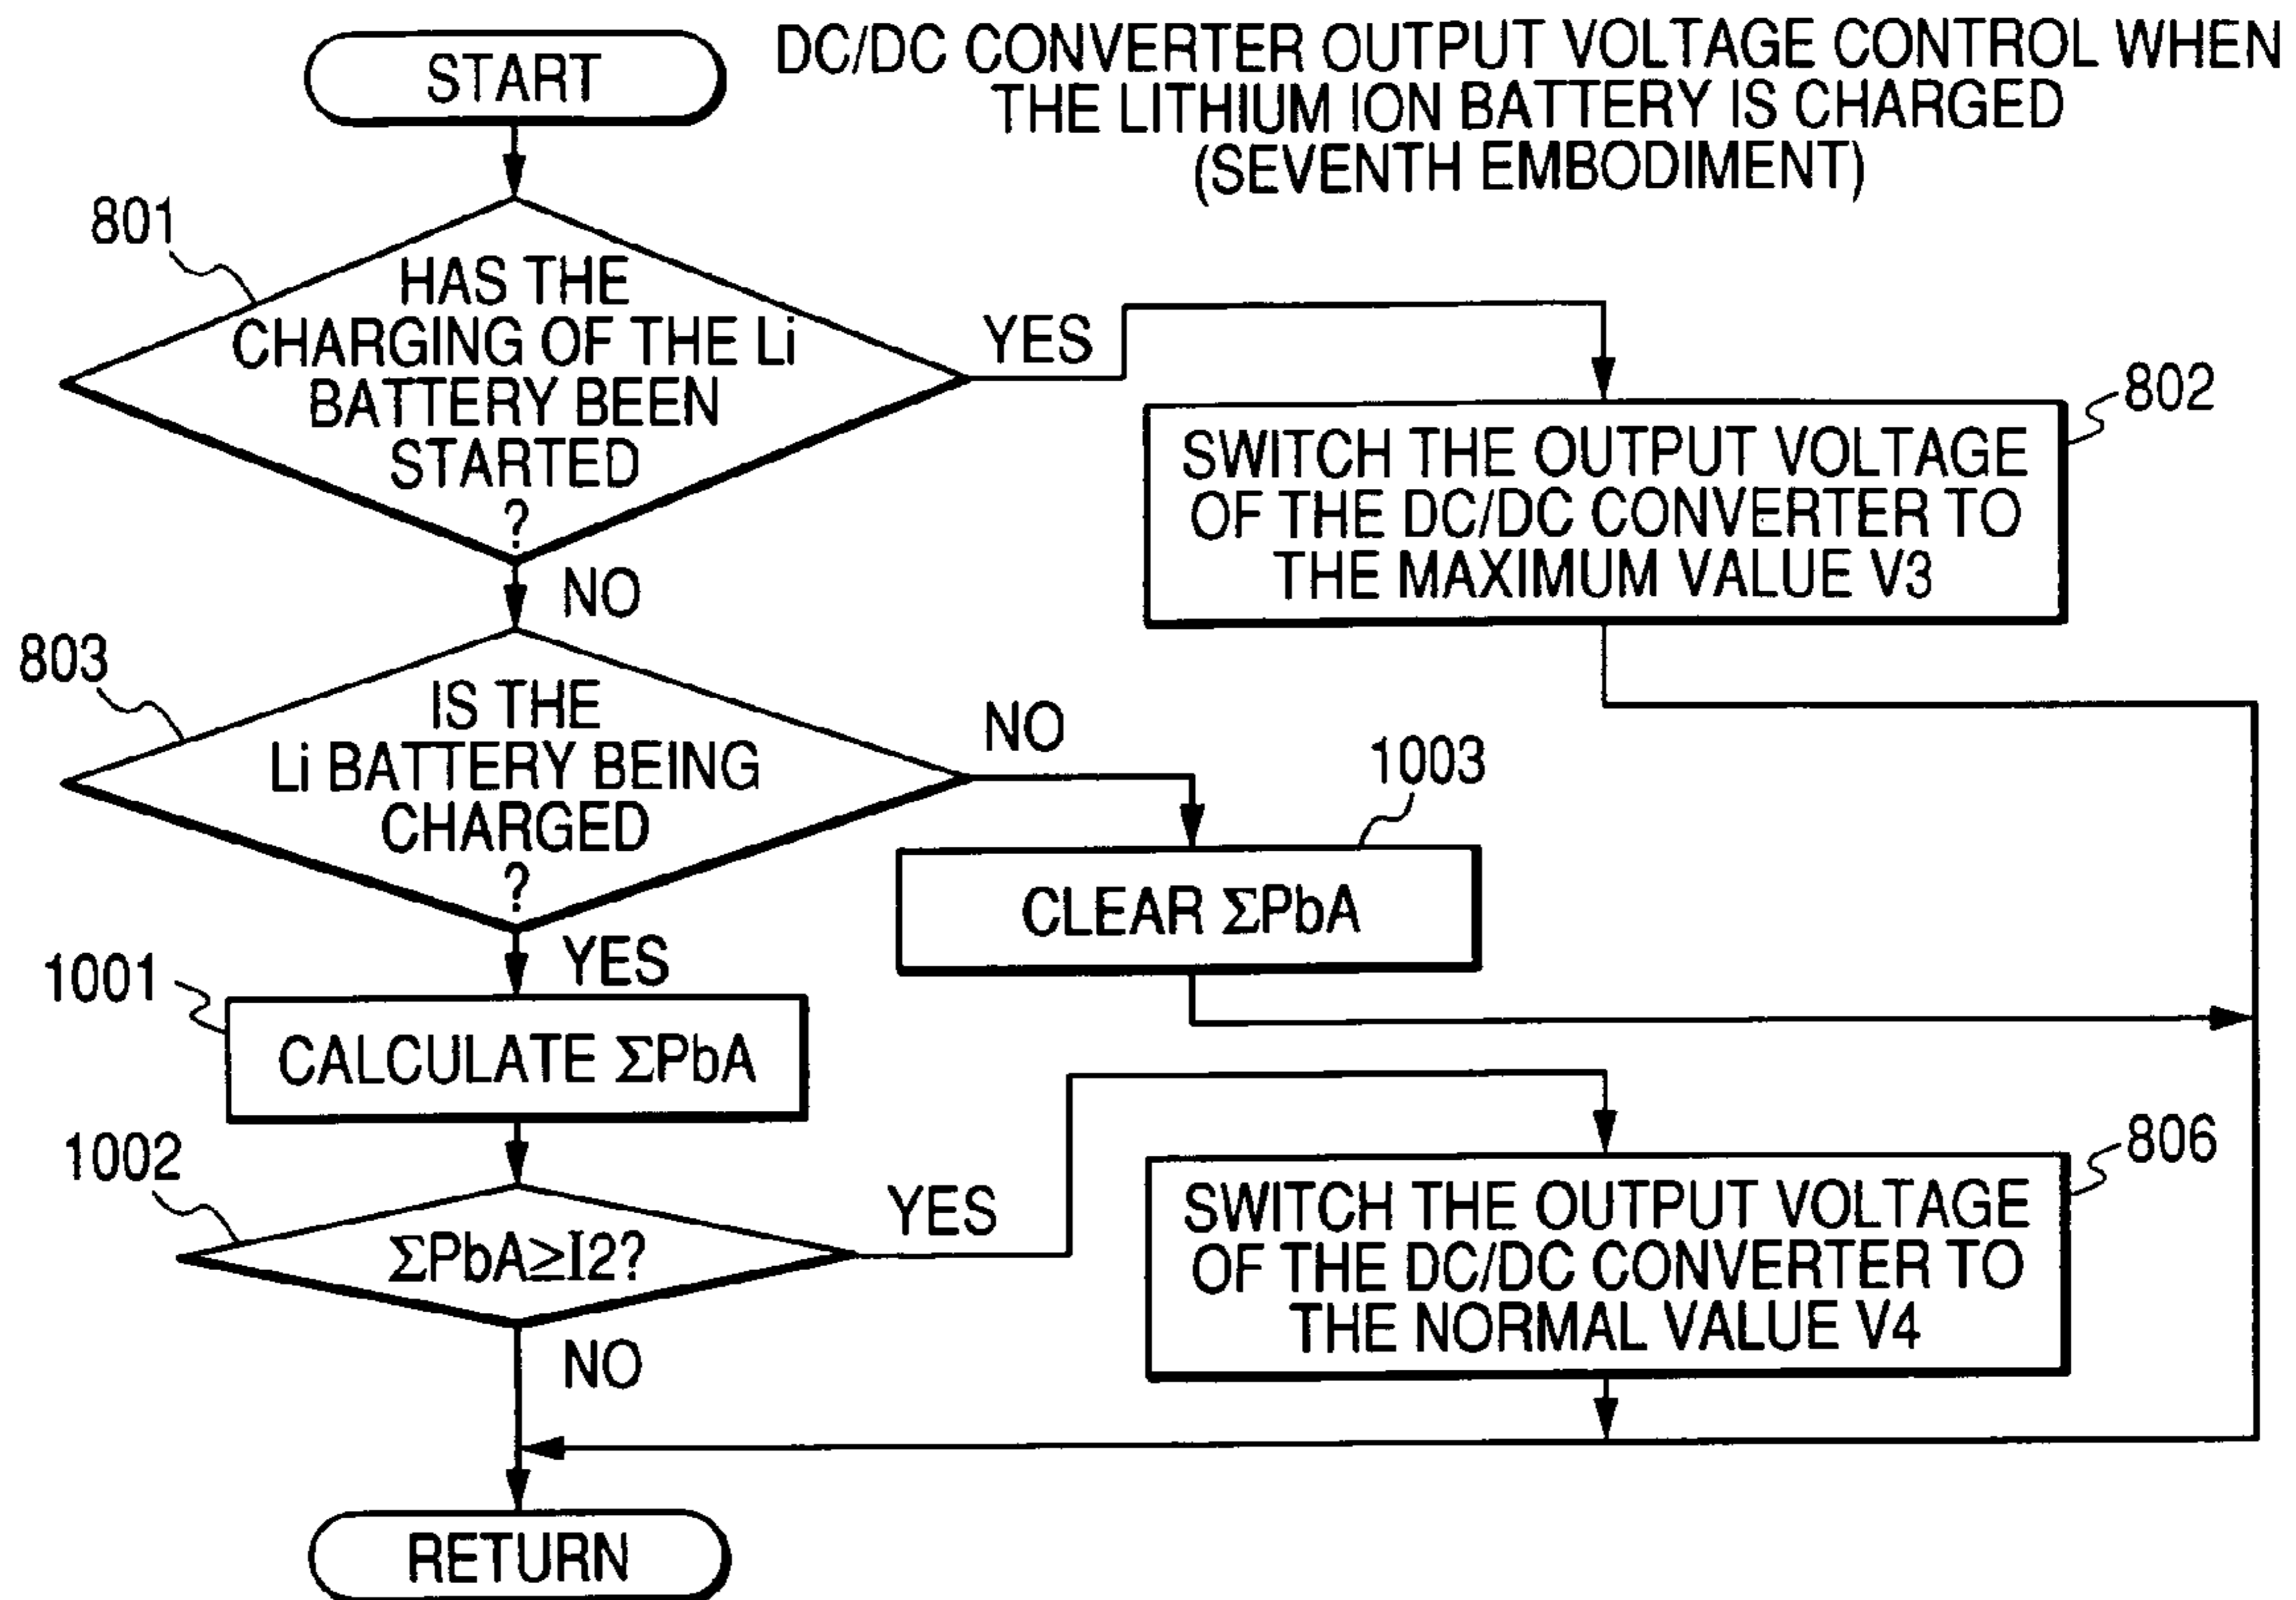 START
DC/DC CONVERTER OUTPUT VOLTAGE CONTROL WHEN
THE LITHIUM ION BATTERY IS CHARGED
(SEVENTH EMBODIMENT)
801
HAS THE
CHARGING OF THE Li
BATTERY BEEN
STARTED
?
YES
802
SWITCH THE OUTPUT VOLTAGE
OF THE DC/DC CONVERTER TO
THE MAXIMUM VALUE V3
NO
803
IS THE
Li BATTERY BEING
CHARGED
?
NO
1003
CLEAR ΣPbA
YES
1001
CALCULATE ΣPbA
1002
ΣPbA≥I2?
YES
806
SWITCH THE OUTPUT VOLTAGE
OF THE DC/DC CONVERTER TO
THE NORMAL VALUE V4
NO
RETURN